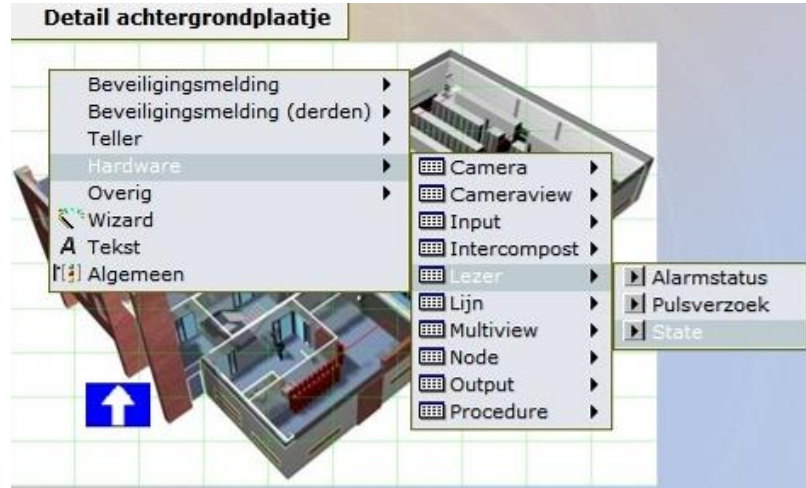 Detail achtergrondplaatje
Beveiligingsmelding
Beveiligingsmelding (derden)
Teller
Hardware
Overig
Wizard
Tekst
Algemeen
Camera
Cameraview
Input
Intercompost
Lezer
Lijn
Multiview
Node
Output
Procedure
Alarmstatus
Pulsverzoek
State